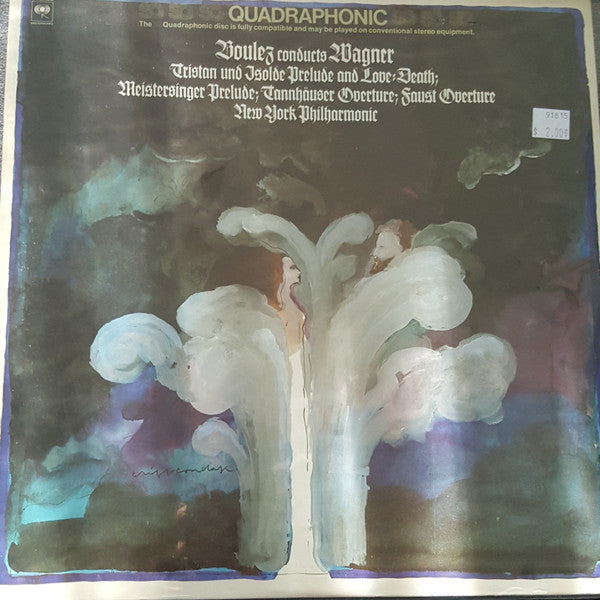 QUADRAPHONIC
The Quadraphonic disc is fully compatible and may be played on conventional stereo equipment.
Boulez conducts Wagner
Tristan und Isolde Prelude and Love-Death;
Meistersinger Prelude; Tannhäuser Overture; Faust Overture
New York Philharmonic
91615
$ 2.00